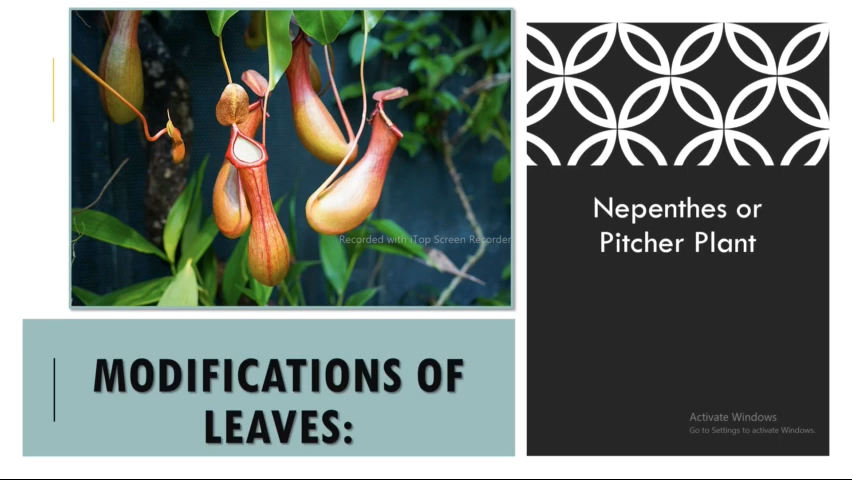 Recorded with iTop Screen Recorder
MODIFICATIONS OF
LEAVES:
Nepenthes or
Pitcher Plant
Activate Windows
Go to Settings to activate Windows.